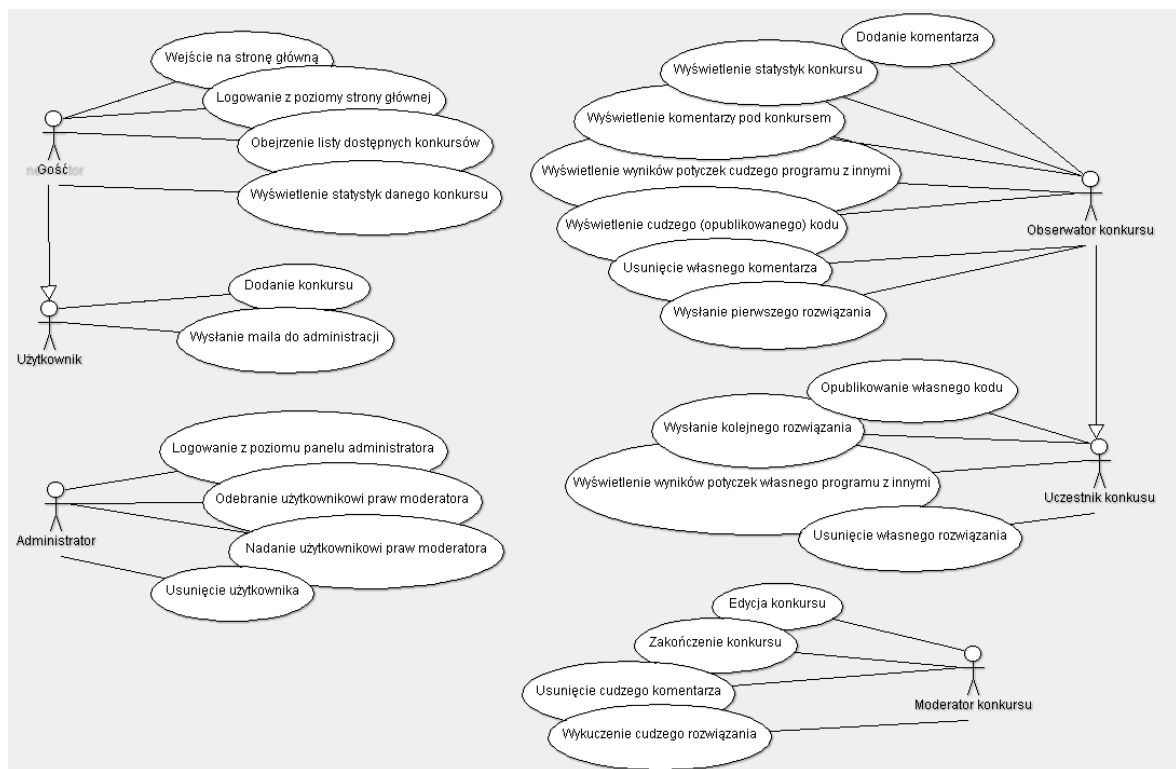 Wejście na stronę główną
Logowanie z poziomy strony głównej
Obejrzenie listy dostępnych konkursów
Gość
Wyświetlenie statystyk danego konkursu
Dodanie konkursu
Wysłanie maila do administracji
Użytkownik
Logowanie z poziomu panelu administratora
Odebranie użytkownikowi praw moderatora
Administrator
Nadanie użytkownikowi praw moderatora
Usunięcie użytkownika
Dodanie komentarza
Wyświetlenie statystyk konkursu
Wyświetlenie komentarzy pod konkursem
Wyświetlenie wyników potyczek cudzego programu z innymi
Wyświetlenie cudzego (opublikowanego) kodu
Obserwator konkursu
Usunięcie własnego komentarza
Wysłanie pierwszego rozwiązania
Opublikowanie własnego kodu
Wysłanie kolejnego rozwiązania
Wyświetlenie wyników potyczek własnego programu z innymi
Uczestnik konkusu
Usunięcie własnego rozwiązania
Edycja konkursu
Zakończenie konkursu
Usunięcie cudzego komentarza
Moderator konkursu
Wykuczenie cudzego rozwiązania